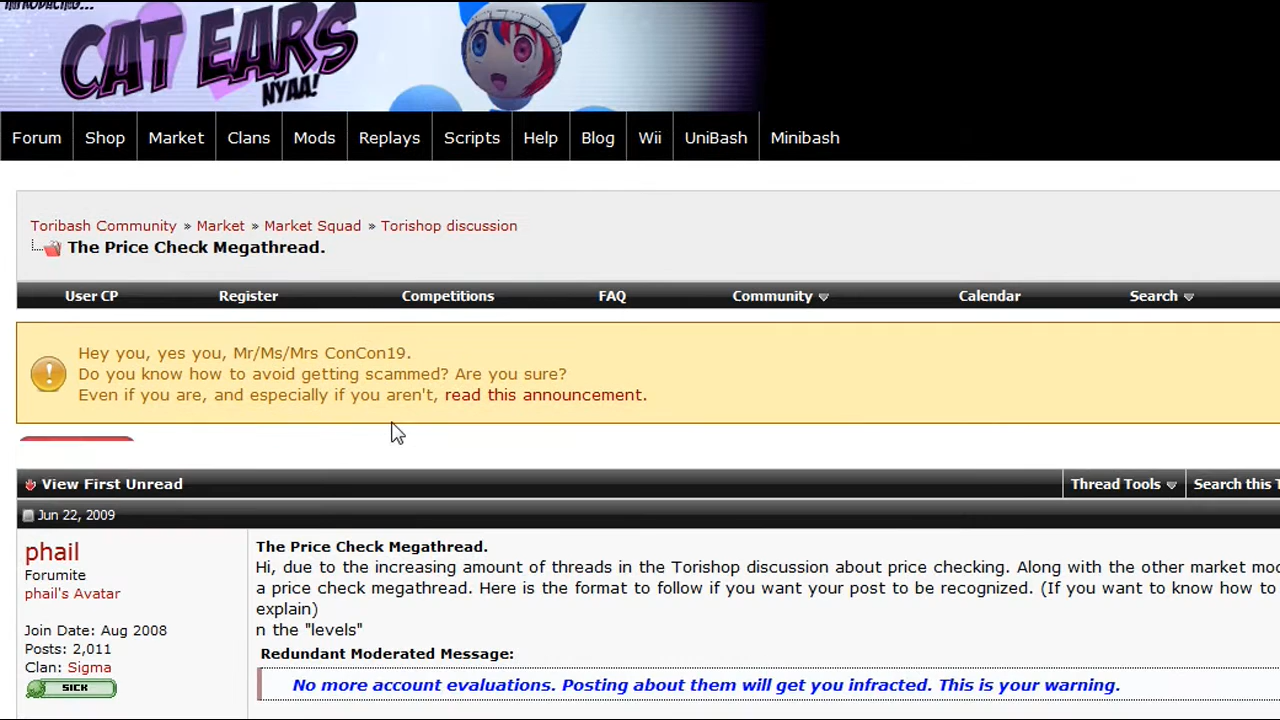 INTRODUCING...
CAT EARS
NYAA!
Forum Shop Market Clans Mods Replays Scripts Help Blog Wii UniBash Minibash
Toribash Community » Market » Market Squad » Torishop discussion
The Price Check Megathread.
User CP Register Competitions FAQ Community Calendar Search
Hey you, yes you, Mr/Ms/Mrs ConCon19.
Do you know how to avoid getting scammed? Are you sure?
Even if you are, and especially if you aren't, read this announcement.
View First Unread Thread Tools Search this
Jun 22, 2009
phail
Forumite
phail's Avatar
Join Date: Aug 2008
Posts: 2,011
Clan: Sigma
SICK
The Price Check Megathread.
Hi, due to the increasing amount of threads in the Torishop discussion about price checking. Along with the other market
a price check megathread. Here is the format to follow if you want your post to be recognized. (If you want to know how to
explain)
n the "levels"
Redundant Moderated Message:
No more account evaluations. Posting about them will get you infracted. This is your warning.